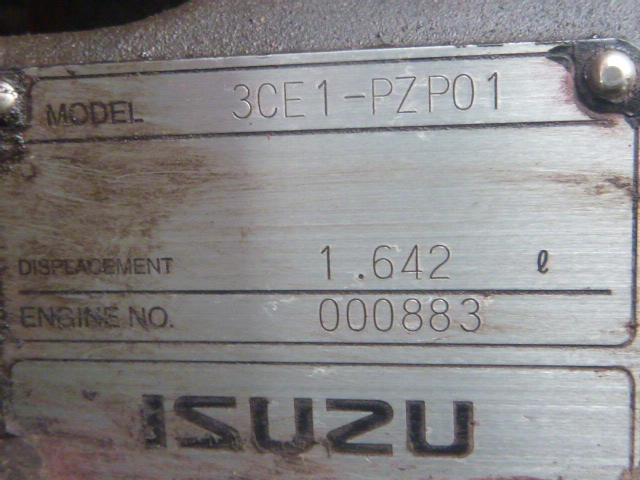 MODEL 3CE1-PZP01
DISPLACEMENT 1.642 ℓ
ENGINE NO. 000883
ISUZU